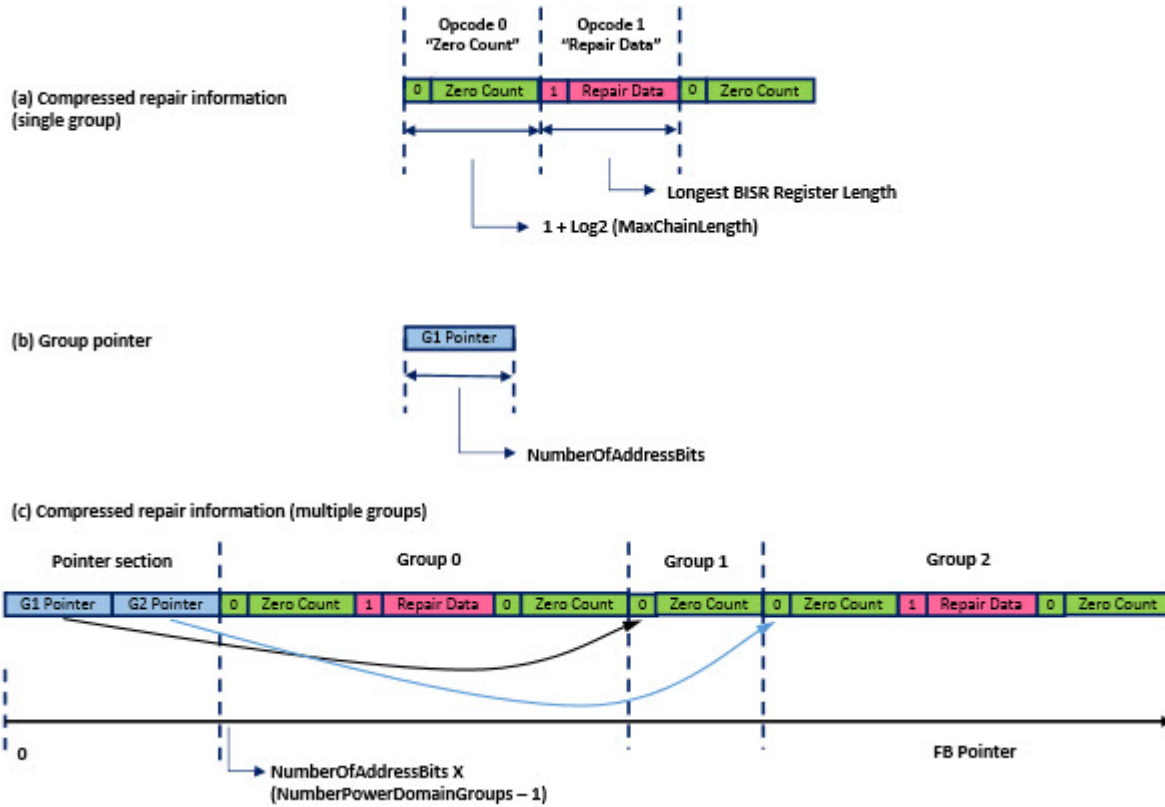 Opcode 0 Opcode 1
“Zero Count” “Repair Data”
(a) Compressed repair information
(single group)
0 Zero Count 1 Repair Data 0 Zero Count
Longest BISR Register Length
1 + Log2 (MaxChainLength)
(b) Group pointer
G1 Pointer
NumberOfAddressBits
(c) Compressed repair information (multiple groups)
Pointer section Group 0 Group 1 Group 2
G1 Pointer G2 Pointer 0 Zero Count 1 Repair Data 0 Zero Count 0 Zero Count 0 Zero Count 1 Repair Data 0 Zero Count
0 FB Pointer
NumberOfAddressBits X
(NumberPowerDomainGroups – 1)